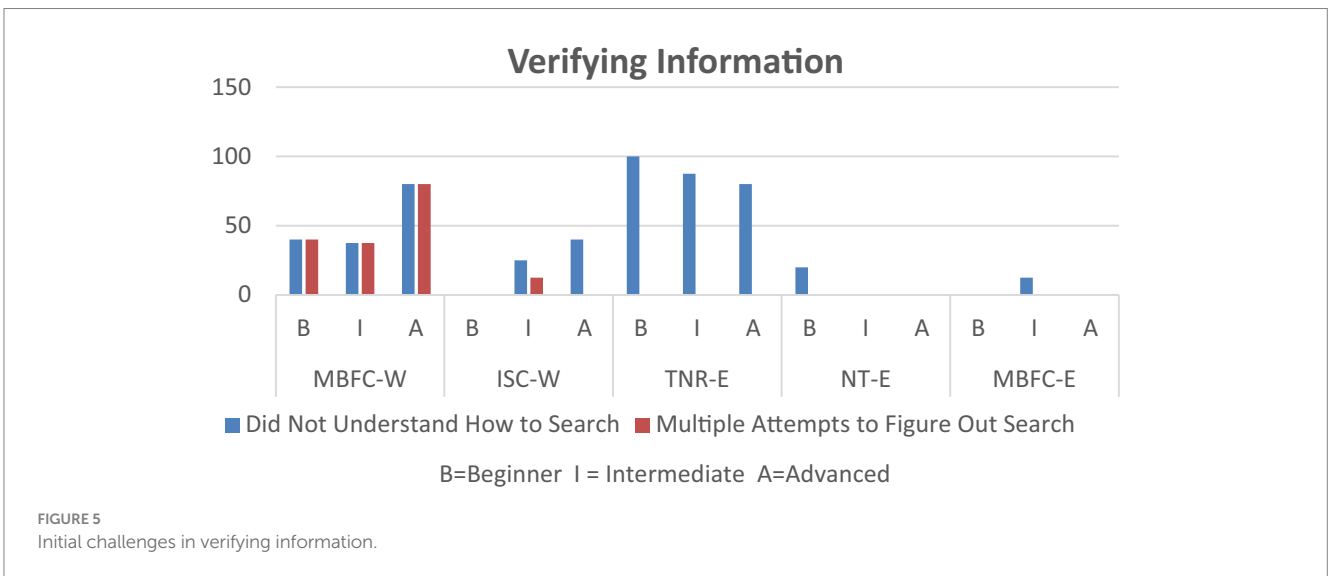 Verifying Information
150
100
50
0
B I A B I A B I A B I A B I A
MBFC-W ISC-W TNR-E NT-E MBFC-E
Did Not Understand How to Search Multiple Attempts to Figure Out Search
B=Beginner I = Intermediate A=Advanced
FIGURE 5
Initial challenges in verifying information.